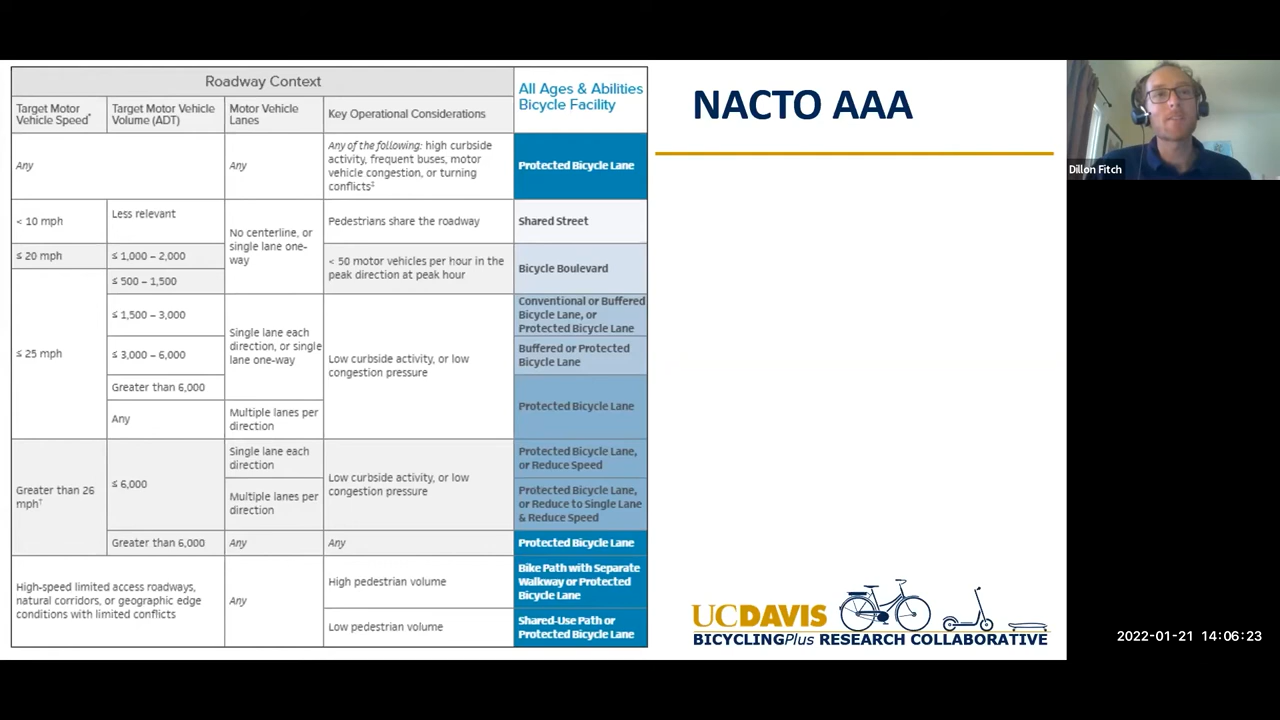 Roadway Context
All Ages & Abilities
Bicycle Facility
Target Motor
Vehicle Speed*
Target Motor Vehicle
Volume (ADT)
Motor Vehicle
Lanes
Key Operational Considerations
Any
Any
Any of the following: high curbside
activity, frequent buses, motor
vehicle congestion, or turning
conflicts‡
Protected Bicycle Lane
< 10 mph
Less relevant
No centerline, or
single lane one-
way
Pedestrians share the roadway
Shared Street
≤ 20 mph
≤ 1,000 – 2,000
< 50 motor vehicles per hour in the
peak direction at peak hour
Bicycle Boulevard
≤ 25 mph
≤ 500 – 1,500
≤ 1,500 – 3,000
Single lane each
direction, or single
lane one-way
Low curbside activity, or low
congestion pressure
Conventional or Buffered
Bicycle Lane, or
Protected Bicycle Lane
≤ 3,000 – 6,000
Buffered or Protected
Bicycle Lane
Greater than 6,000
Protected Bicycle Lane
Any
Multiple lanes per
direction
Greater than 26
mph†
≤ 6,000
Single lane each
direction
Low curbside activity, or low
congestion pressure
Protected Bicycle Lane,
or Reduce Speed
Multiple lanes per
direction
Protected Bicycle Lane,
or Reduce to Single Lane
& Reduce Speed
Greater than 6,000
Any
Any
Protected Bicycle Lane
High-speed limited access roadways,
natural corridors, or geographic edge
conditions with limited conflicts
Any
High pedestrian volume
Bike Path with Separate
Walkway or Protected
Bicycle Lane
Low pedestrian volume
Shared-Use Path or
Protected Bicycle Lane
NACTO AAA
UCDAVIS
BICYCLINGPlus RESEARCH COLLABORATIVE
Dillon Fitch
2022-01-21 14:06:23